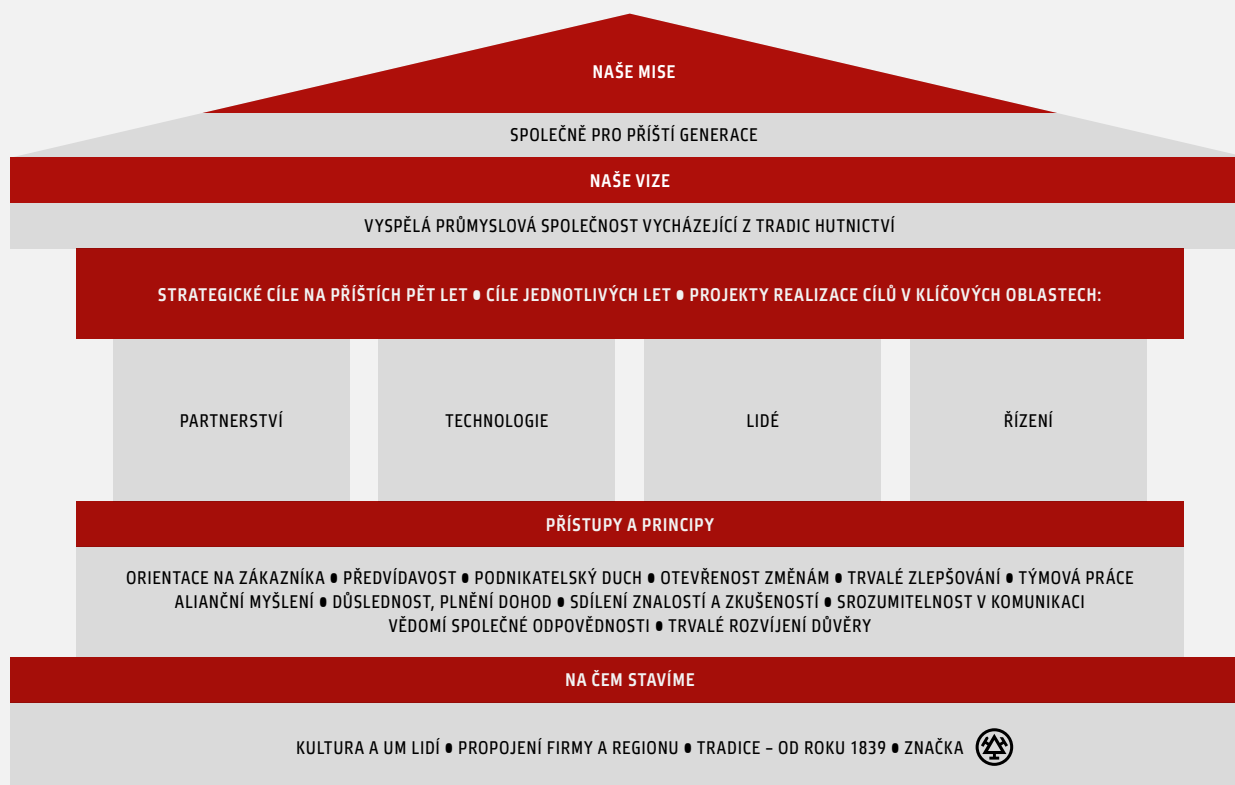 NAŠE MISE
SPOLEČNĚ PRO PŘÍŠTÍ GENERACE
NAŠE VIZE
VYSPĚLÁ PRŮMYSLOVÁ SPOLEČNOST VYCHÁZEJÍCÍ Z TRADIC HUTNICTVÍ
STRATEGICKÉ CÍLE NA PŘÍŠTÍCH PĚT LET • CÍLE JEDNOTLIVÝCH LET • PROJEKTY REALIZACE CÍLŮ V KLÍČOVÝCH OBLASTECH:
PARTNERSTVÍ
TECHNOLOGIE
LIDÉ
ŘÍZENÍ
PŘÍSTUPY A PRINCIPY
ORIENTACE NA ZÁKAZNÍKA • PŘEDVÍDAVOST • PODNIKATELSKÝ DUCH • OTEVŘENOST ZMĚNÁM • TRVALÉ ZLEPŠOVÁNÍ • TÝMOVÁ PRÁCE
ALIANČNÍ MYŠLENÍ • DŮSLEDNOST, PLNĚNÍ DOHOD • SDÍLENÍ ZNALOSTÍ A ZKUŠENOSTÍ • SROZUMITELNOST V KOMUNIKACI
VĚDOMÍ SPOLEČNÉ ODPOVĚDNOSTI • TRVALÉ ROZVÍJENÍ DŮVĚRY
NA ČEM STAVÍME
KULTURA A UM LIDÍ • PROPOJENÍ FIRMY A REGIONU • TRADICE – OD ROKU 1839 • ZNAČKA